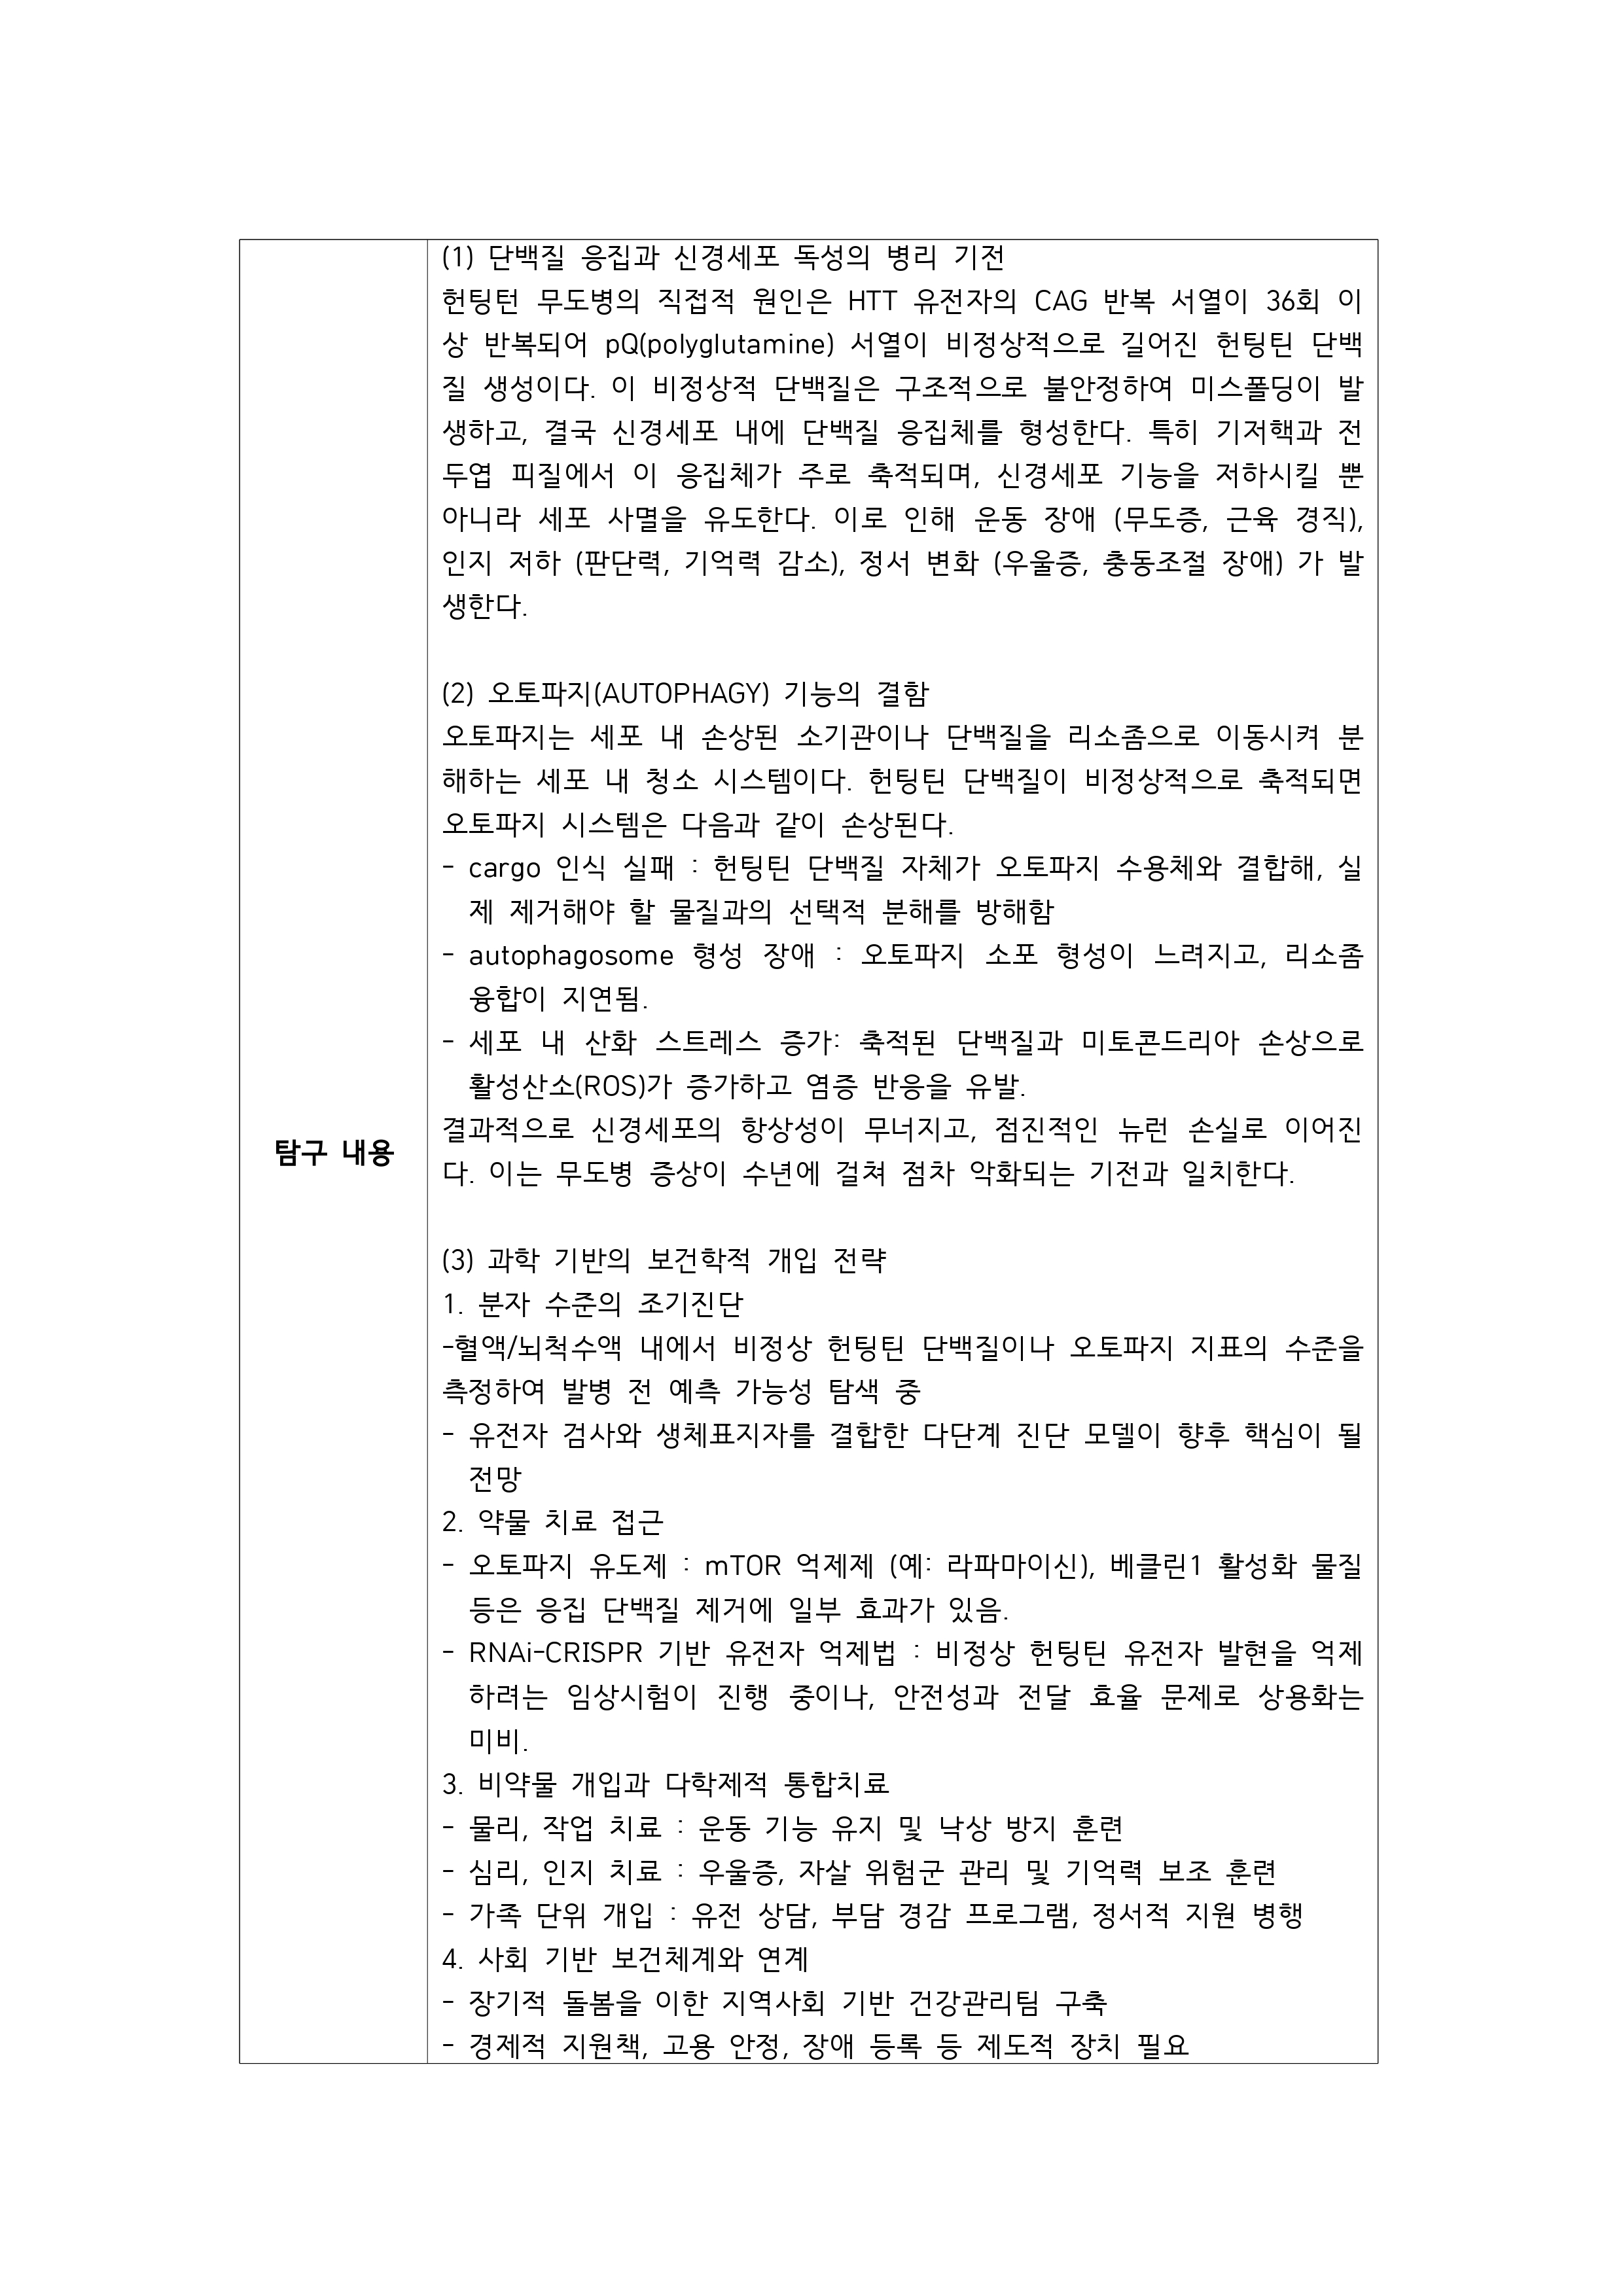 (1) 단백질 응집과 신경세포 독성의 병리 기전
헌팅턴 무도병의 직접적 원인은 HTT 유전자의 CAG 반복 서열이 36회 이
상 반복되어 pQ(polyglutamine) 서열이 비정상적으로 길어진 헌팅틴 단백
질 생성이다. 이 비정상적 단백질은 구조적으로 불안정하여 미스폴딩이 발
생하고, 결국 신경세포 내에 단백질 응집체를 형성한다. 특히 기저핵과 전
두엽 피질에서 이 응집체가 주로 축적되며, 신경세포 기능을 저하시킬 뿐
아니라 세포 사멸을 유도한다. 이로 인해 운동 장애 (무도증, 근육 경직),
인지 저하 (판단력, 기억력 감소), 정서 변화 (우울증, 충동조절 장애) 가 발
생한다.
(2) 오토파지(AUTOPHAGY) 기능의 결함
오토파지는 세포 내 손상된 소기관이나 단백질을 리소좀으로 이동시켜 분
해하는 세포 내 청소 시스템이다. 헌팅틴 단백질이 비정상적으로 축적되면
오토파지 시스템은 다음과 같이 손상된다.
- cargo 인식 실패 : 헌팅틴 단백질 자체가 오토파지 수용체와 결합해, 실
제 제거해야 할 물질과의 선택적 분해를 방해함
- autophagosome 형성 장애 : 오토파지 소포 형성이 느려지고, 리소좀
융합이 지연됨.
- 세포 내 산화 스트레스 증가: 축적된 단백질과 미토콘드리아 손상으로
활성산소(ROS)가 증가하고 염증 반응을 유발.
탐구 내용
결과적으로 신경세포의 항상성이 무너지고, 점진적인 뉴런 손실로 이어진
다. 이는 무도병 증상이 수년에 걸쳐 점차 악화되는 기전과 일치한다.
(3) 과학 기반의 보건학적 개입 전략
1. 분자 수준의 조기진단
-혈액/뇌척수액 내에서 비정상 헌팅틴 단백질이나 오토파지 지표의 수준을
측정하여 발병 전 예측 가능성 탐색 중
- 유전자 검사와 생체표지자를 결합한 다단계 진단 모델이 향후 핵심이 될
전망
2. 약물 치료 접근
- 오토파지 유도제 : mTOR 억제제 (예: 라파마이신), 베클린1 활성화 물질
등은 응집 단백질 제거에 일부 효과가 있음.
- RNAi-CRISPR 기반 유전자 억제법 : 비정상 헌팅틴 유전자 발현을 억제
하려는 임상시험이 진행 중이나, 안전성과 전달 효율 문제로 상용화는
미비.
3. 비약물 개입과 다학제적 통합치료
- 물리, 작업 치료 : 운동 기능 유지 및 낙상 방지 훈련
- 심리, 인지 치료 : 우울증, 자살 위험군 관리 및 기억력 보조 훈련
- 가족 단위 개입 : 유전 상담, 부담 경감 프로그램, 정서적 지원 병행
4. 사회 기반 보건체계와 연계
- 장기적 돌봄을 이한 지역사회 기반 건강관리팀 구축
- 경제적 지원책, 고용 안정, 장애 등록 등 제도적 장치 필요